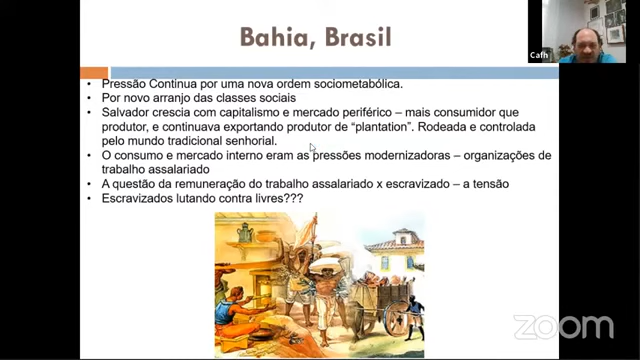 Bahia, Brasil
Cafh
• Pressão Continua por uma nova ordem sociometabólica.
• Por novo arranjo das classes sociais
• Salvador crescia com capitalismo e mercado periférico – mais consumidor que
produtor, e continuava exportando produtor de “plantation”. Rodeada e controlada
pelo mundo tradicional senhorial.
• O consumo e mercado interno eram as pressões modernizadoras – organizações de
trabalho assalariado
• A questão da remuneração do trabalho assalariado x escravizado – a tensão
• Escravizados lutando contra livres???
zoom